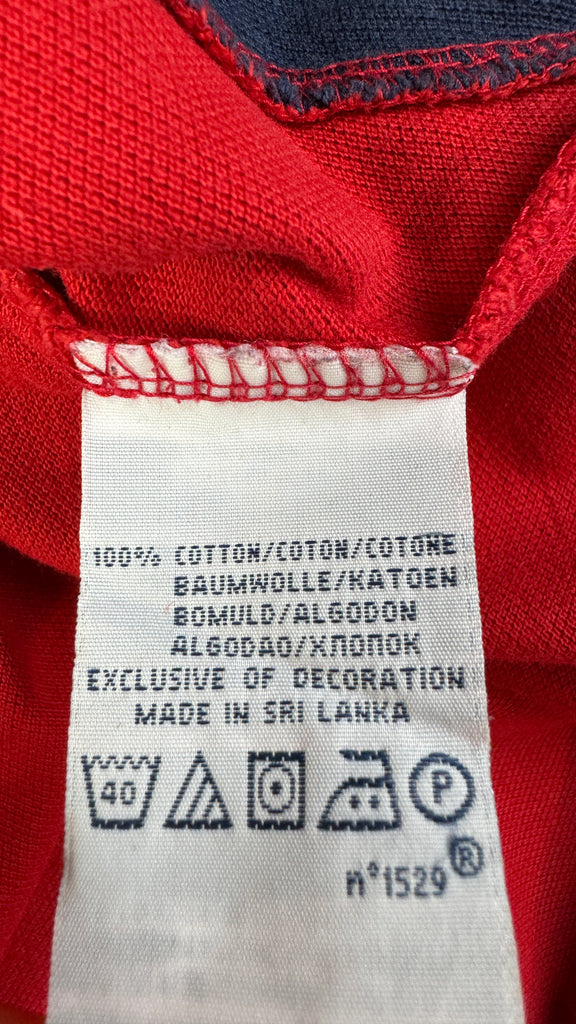 100% COTTON/COTON/COTONE
BAUMWOLLE/KATOEN
BOMULD/ALGODON
ALGODAO/ХЛОПОК
EXCLUSIVE OF DECORATION
MADE IN SRI LANKA
40 P
n°1529®